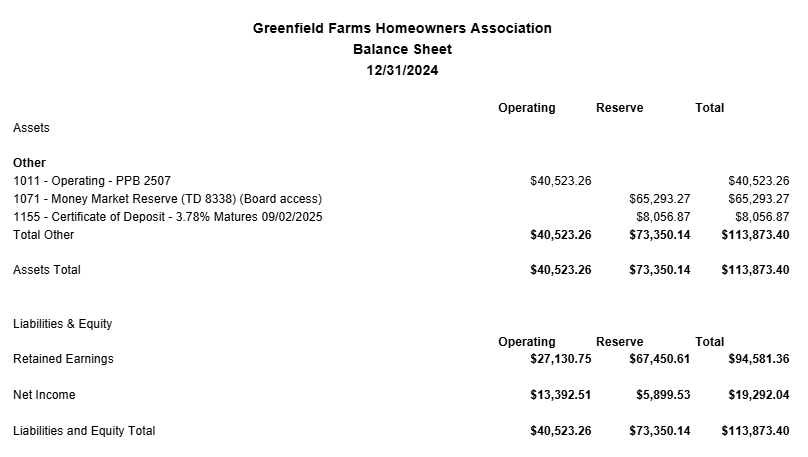 Greenfield Farms Homeowners Association
Balance Sheet
12/31/2024
Operating Reserve Total
Assets
Other
1011 - Operating - PPB 2507 $40,523.26 $40,523.26
1071 - Money Market Reserve (TD 8338) (Board access) $65,293.27 $65,293.27
1155 - Certificate of Deposit - 3.78% Matures 09/02/2025 $8,056.87 $8,056.87
Total Other $40,523.26 $73,350.14 $113,873.40
Assets Total $40,523.26 $73,350.14 $113,873.40
Liabilities & Equity
Operating Reserve Total
Retained Earnings $27,130.75 $67,450.61 $94,581.36
Net Income $13,392.51 $5,899.53 $19,292.04
Liabilities and Equity Total $40,523.26 $73,350.14 $113,873.40